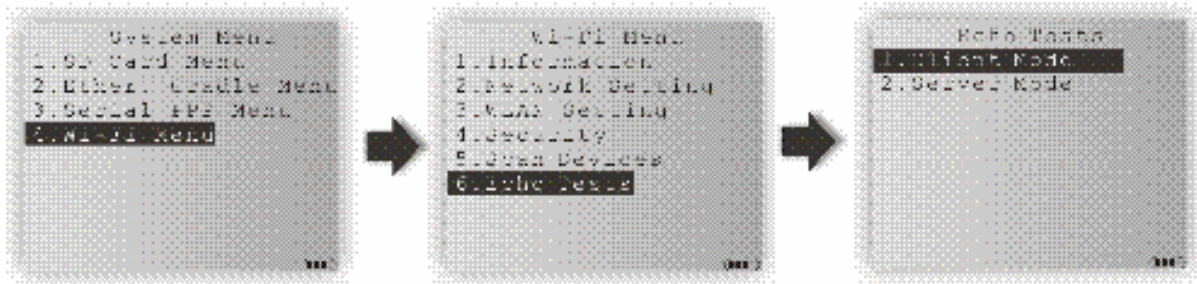 System Menu
1.SD Card Menu
2.Ether. Cradle Menu
3.Serial PPP Menu
4.Wi-Fi Menu
Wi-Fi Menu
1.Information
2.Network Setting
3.WLAN Setting
4.Security
5.Scan Devices
6.Echo Tests
Echo Tests
1.Client Mode
2.Server Mode